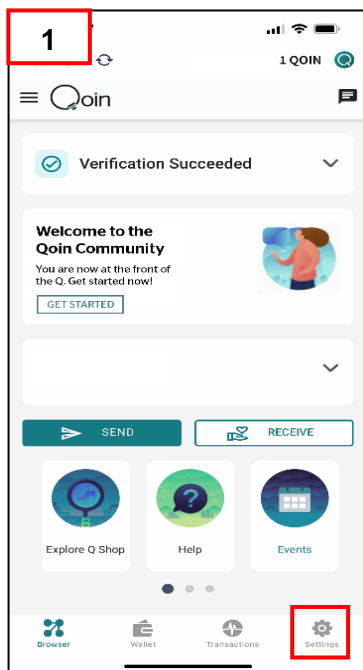 1
1 QOIN
Qoin
Verification Succeeded
Welcome to the
Qoin Community
You are now at the front of
the Q. Get started now!
GET STARTED
SEND
RECEIVE
Explore Q Shop
Help
Events
Browser
Wallet
Transactions
Settings